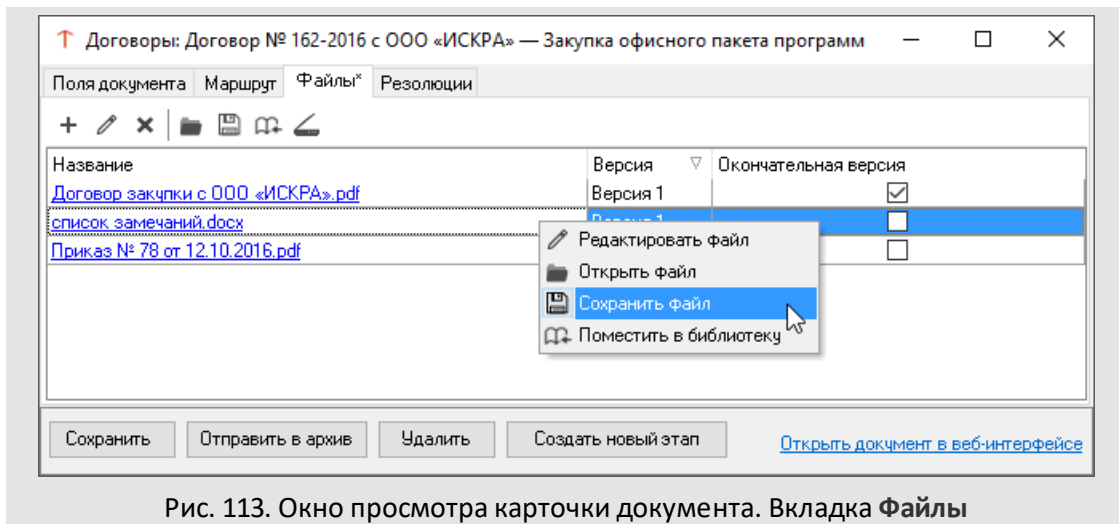 Договоры: Договор № 162-2016 с ООО «ИСКРА» — Закупка офисного пакета программ
Поля документа Маршрут Файлы* Резолюции
Название Версия Окончательная версия
Договор закупки с ООО «ИСКРА».pdf Версия 1
список замечаний.docx Версия 1
Приказ № 78 от 12.10.2016.pdf
Редактировать файл
Открыть файл
Сохранить файл
Поместить в библиотеку
Сохранить Отправить в архив Удалить Создать новый этап Открыть документ в веб-интерфейсе
Рис. 113. Окно просмотра карточки документа. Вкладка Файлы